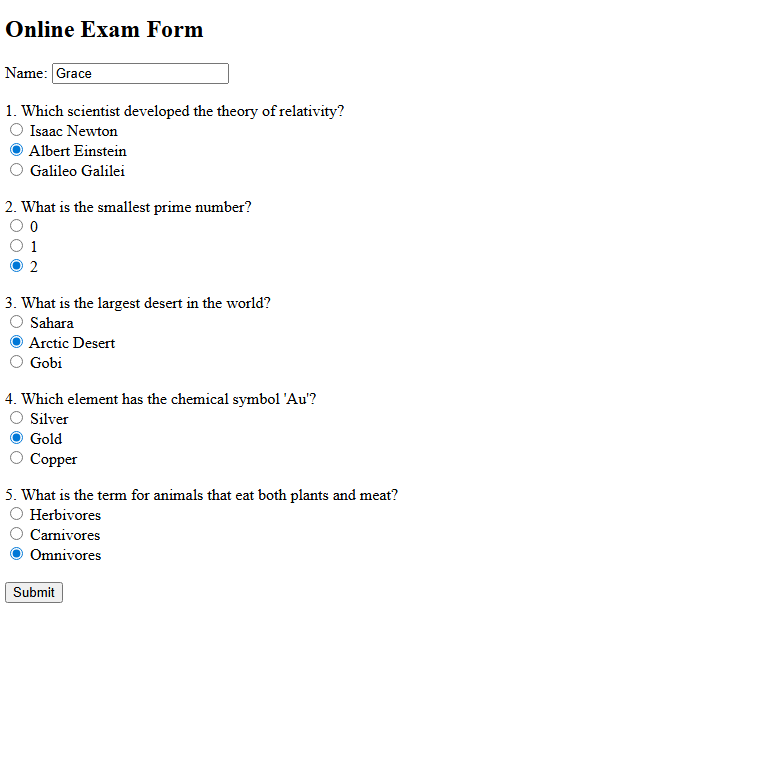 Online Exam Form
Name: Grace
1. Which scientist developed the theory of relativity?
Isaac Newton
Albert Einstein
Galileo Galilei
2. What is the smallest prime number?
0
1
2
3. What is the largest desert in the world?
Sahara
Arctic Desert
Gobi
4. Which element has the chemical symbol 'Au'?
Silver
Gold
Copper
5. What is the term for animals that eat both plants and meat?
Herbivores
Carnivores
Omnivores
Submit